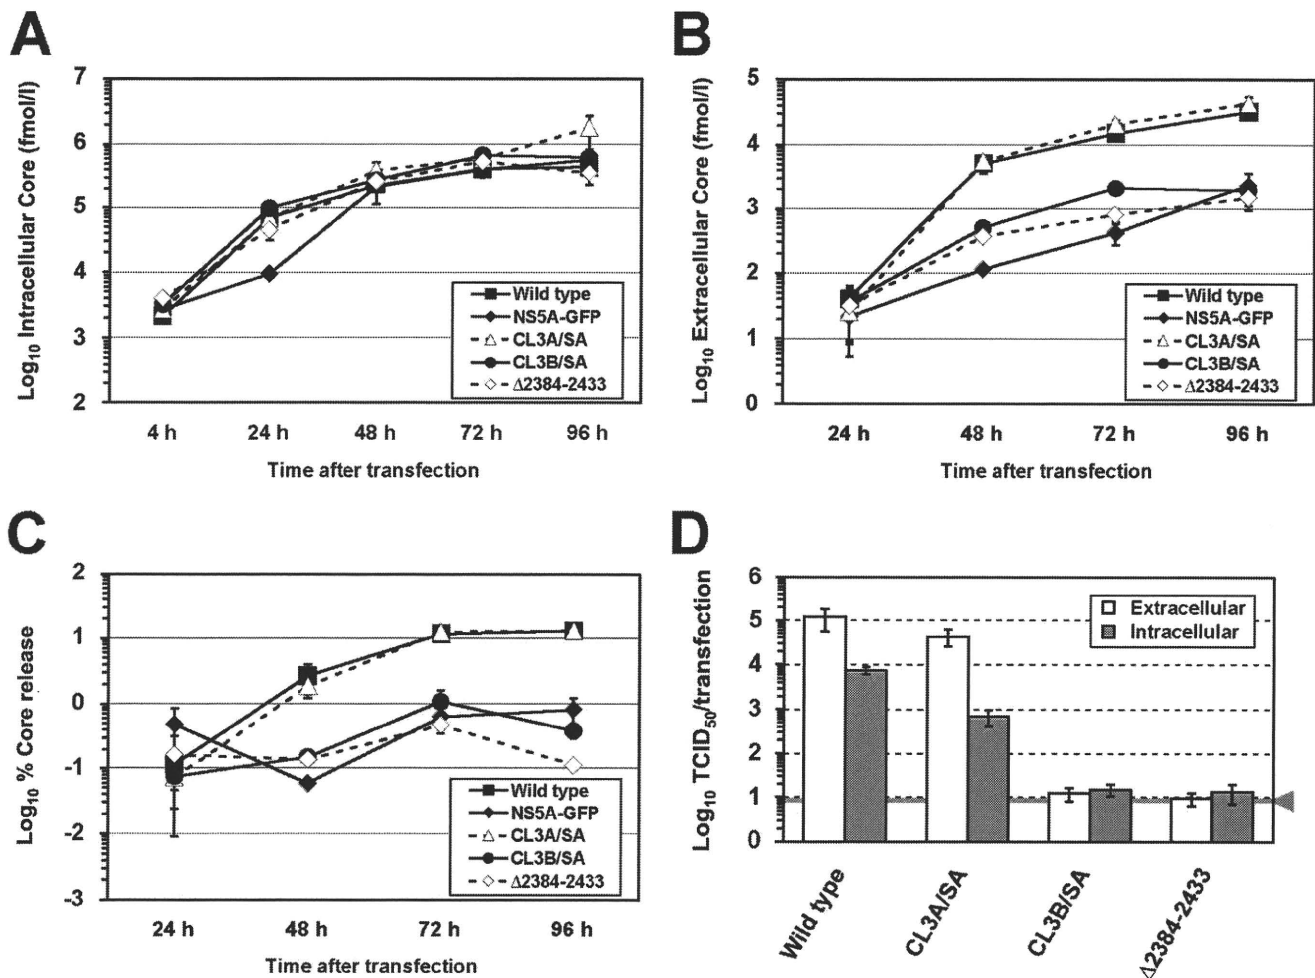 A
Log10 Intracellular Core (fmol/l)
7
6
5
4
3
2
4 h 24 h 48 h 72 h 96 h
Time after transfection
Wild type
NS5A-GFP
CL3A/SA
CL3B/SA
Δ2384-2433
B
Log10 Extracellular Core (fmol/l)
5
4
3
2
1
0
24 h 48 h 72 h 96 h
Time after transfection
Wild type
NS5A-GFP
CL3A/SA
CL3B/SA
Δ2384-2433
C
Log10 % Core release
2
1
0
-1
-2
-3
24 h 48 h 72 h 96 h
Time after transfection
Wild type
NS5A-GFP
CL3A/SA
CL3B/SA
Δ2384-2433
D
Log10 TCID50/transfection
6
5
4
3
2
1
0
Extracellular
Intracellular
Wild type
CL3A/SA
CL3B/SA
Δ2384-2433